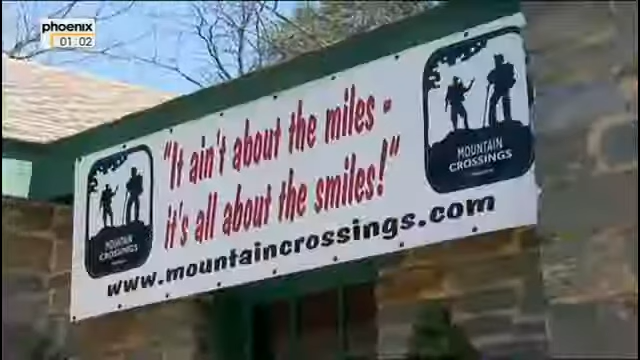 phoenix
01:02
"It ain't about the miles -
it's all about the smiles!"
www.mountaincrossings.com
MOUNTAIN
CROSSINGS
MOUNTAIN
CROSSINGS